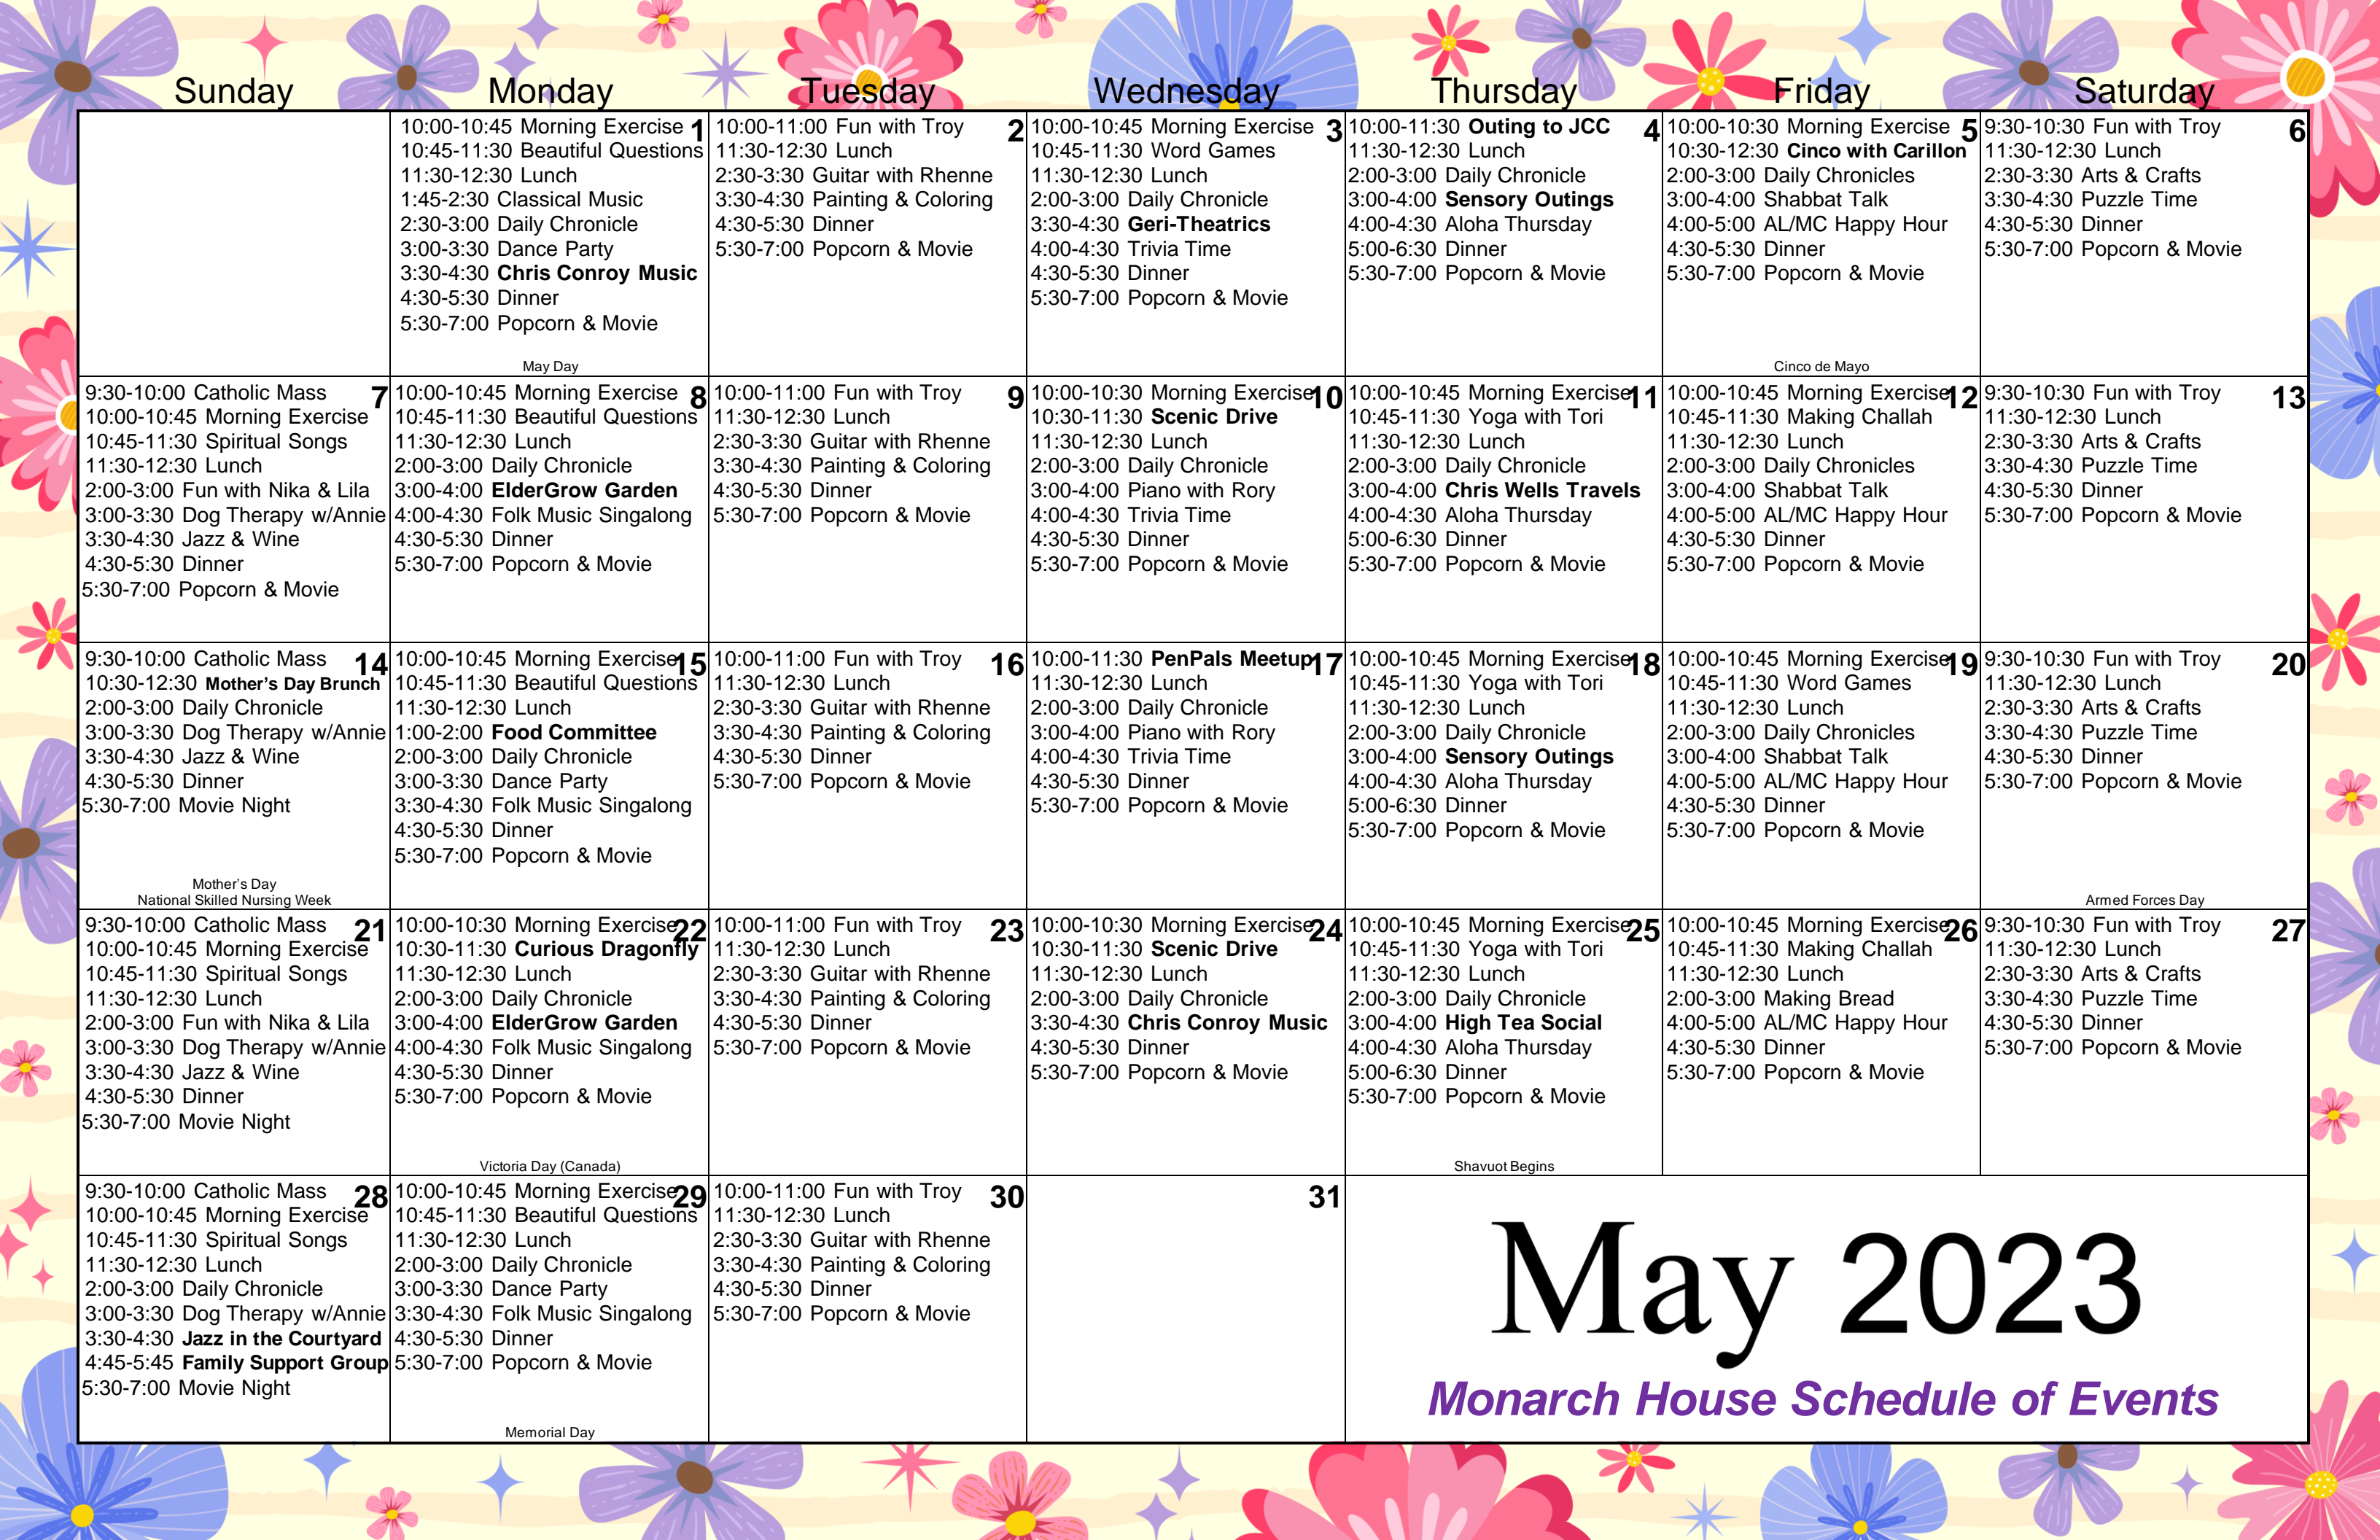 Sunday Monday Tuesday Wednesday Thursday Friday Saturday
10:00-10:45 Morning Exercise 1
10:45-11:30 Beautiful Questions
11:30-12:30 Lunch
1:45-2:30 Classical Music
2:30-3:00 Daily Chronicle
3:00-3:30 Dance Party
3:30-4:30 Chris Conroy Music
4:30-5:30 Dinner
5:30-7:00 Popcorn & Movie
May Day
10:00-11:00 Fun with Troy 2
11:30-12:30 Lunch
2:30-3:30 Guitar with Rhenne
3:30-4:30 Painting & Coloring
4:30-5:30 Dinner
5:30-7:00 Popcorn & Movie
10:00-10:45 Morning Exercise 3
10:45-11:30 Word Games
11:30-12:30 Lunch
2:00-3:00 Daily Chronicle
3:30-4:30 Geri-Theatrics
4:00-4:30 Trivia Time
4:30-5:30 Dinner
5:30-7:00 Popcorn & Movie
10:00-11:30 Outing to JCC 4
11:30-12:30 Lunch
2:00-3:00 Daily Chronicle
3:00-4:00 Sensory Outings
4:00-4:30 Aloha Thursday
5:00-6:30 Dinner
5:30-7:00 Popcorn & Movie
10:00-10:30 Morning Exercise 5
10:30-12:30 Cinco with Carillon
2:00-3:00 Daily Chronicles
3:00-4:00 Shabbat Talk
4:00-5:00 AL/MC Happy Hour
4:30-5:30 Dinner
5:30-7:00 Popcorn & Movie
Cinco de Mayo
9:30-10:30 Fun with Troy 6
11:30-12:30 Lunch
2:30-3:30 Arts & Crafts
3:30-4:30 Puzzle Time
4:30-5:30 Dinner
5:30-7:00 Popcorn & Movie
9:30-10:00 Catholic Mass 7
10:00-10:45 Morning Exercise
10:45-11:30 Spiritual Songs
11:30-12:30 Lunch
2:00-3:00 Fun with Nika & Lila
3:00-3:30 Dog Therapy w/Annie
3:30-4:30 Jazz & Wine
4:30-5:30 Dinner
5:30-7:00 Popcorn & Movie
10:00-10:45 Morning Exercise 8
10:45-11:30 Beautiful Questions
11:30-12:30 Lunch
2:00-3:00 Daily Chronicle
3:00-4:00 ElderGrow Garden
4:00-4:30 Folk Music Singalong
4:30-5:30 Dinner
5:30-7:00 Popcorn & Movie
10:00-11:00 Fun with Troy 9
11:30-12:30 Lunch
2:30-3:30 Guitar with Rhenne
3:30-4:30 Painting & Coloring
4:30-5:30 Dinner
5:30-7:00 Popcorn & Movie
10:00-10:30 Morning Exercise 10
10:30-11:30 Scenic Drive
11:30-12:30 Lunch
2:00-3:00 Daily Chronicle
3:00-4:00 Piano with Rory
4:00-4:30 Trivia Time
4:30-5:30 Dinner
5:30-7:00 Popcorn & Movie
10:00-10:45 Morning Exercise 11
10:45-11:30 Yoga with Tori
11:30-12:30 Lunch
2:00-3:00 Daily Chronicle
3:00-4:00 Chris Wells Travels
4:00-4:30 Aloha Thursday
5:00-6:30 Dinner
5:30-7:00 Popcorn & Movie
10:00-10:45 Morning Exercise 12
10:45-11:30 Making Challah
11:30-12:30 Lunch
2:00-3:00 Daily Chronicles
3:00-4:00 Shabbat Talk
4:00-5:00 AL/MC Happy Hour
4:30-5:30 Dinner
5:30-7:00 Popcorn & Movie
9:30-10:30 Fun with Troy 13
11:30-12:30 Lunch
2:30-3:30 Arts & Crafts
3:30-4:30 Puzzle Time
4:30-5:30 Dinner
5:30-7:00 Popcorn & Movie
9:30-10:00 Catholic Mass 14
10:30-12:30 Mother's Day Brunch
2:00-3:00 Daily Chronicle
3:00-3:30 Dog Therapy w/Annie
3:30-4:30 Jazz & Wine
4:30-5:30 Dinner
5:30-7:00 Movie Night
Mother's Day
National Skilled Nursing Week
10:00-10:45 Morning Exercise 15
10:45-11:30 Beautiful Questions
11:30-12:30 Lunch
1:00-2:00 Food Committee
2:00-3:00 Daily Chronicle
3:00-3:30 Dance Party
3:30-4:30 Folk Music Singalong
4:30-5:30 Dinner
5:30-7:00 Popcorn & Movie
10:00-11:00 Fun with Troy 16
11:30-12:30 Lunch
2:30-3:30 Guitar with Rhenne
3:30-4:30 Painting & Coloring
4:30-5:30 Dinner
5:30-7:00 Popcorn & Movie
10:00-11:30 PenPals Meetup 17
11:30-12:30 Lunch
2:00-3:00 Daily Chronicle
3:00-4:00 Piano with Rory
4:00-4:30 Trivia Time
4:30-5:30 Dinner
5:30-7:00 Popcorn & Movie
10:00-10:45 Morning Exercise 18
10:45-11:30 Yoga with Tori
11:30-12:30 Lunch
2:00-3:00 Daily Chronicle
3:00-4:00 Sensory Outings
4:00-4:30 Aloha Thursday
5:00-6:30 Dinner
5:30-7:00 Popcorn & Movie
10:00-10:45 Morning Exercise 19
10:45-11:30 Word Games
11:30-12:30 Lunch
2:00-3:00 Daily Chronicles
3:00-4:00 Shabbat Talk
4:00-5:00 AL/MC Happy Hour
4:30-5:30 Dinner
5:30-7:00 Popcorn & Movie
9:30-10:30 Fun with Troy 20
11:30-12:30 Lunch
2:30-3:30 Arts & Crafts
3:30-4:30 Puzzle Time
4:30-5:30 Dinner
5:30-7:00 Popcorn & Movie
Armed Forces Day
9:30-10:00 Catholic Mass 21
10:00-10:45 Morning Exercise
10:45-11:30 Spiritual Songs
11:30-12:30 Lunch
2:00-3:00 Fun with Nika & Lila
3:00-3:30 Dog Therapy w/Annie
3:30-4:30 Jazz & Wine
4:30-5:30 Dinner
5:30-7:00 Movie Night
10:00-10:30 Morning Exercise 22
10:30-11:30 Curious Dragonfly
11:30-12:30 Lunch
2:00-3:00 Daily Chronicle
3:00-4:00 ElderGrow Garden
4:00-4:30 Folk Music Singalong
4:30-5:30 Dinner
5:30-7:00 Popcorn & Movie
Victoria Day (Canada)
10:00-11:00 Fun with Troy 23
11:30-12:30 Lunch
2:30-3:30 Guitar with Rhenne
3:30-4:30 Painting & Coloring
4:30-5:30 Dinner
5:30-7:00 Popcorn & Movie
10:00-10:30 Morning Exercise 24
10:30-11:30 Scenic Drive
11:30-12:30 Lunch
2:00-3:00 Daily Chronicle
3:30-4:30 Chris Conroy Music
4:30-5:30 Dinner
5:30-7:00 Popcorn & Movie
10:00-10:45 Morning Exercise 25
10:45-11:30 Yoga with Tori
11:30-12:30 Lunch
2:00-3:00 Daily Chronicle
3:00-4:00 High Tea Social
4:00-4:30 Aloha Thursday
5:00-6:30 Dinner
5:30-7:00 Popcorn & Movie
Shavuot Begins
10:00-10:45 Morning Exercise 26
10:45-11:30 Making Challah
11:30-12:30 Lunch
2:00-3:00 Making Bread
4:00-5:00 AL/MC Happy Hour
4:30-5:30 Dinner
5:30-7:00 Popcorn & Movie
9:30-10:30 Fun with Troy 27
11:30-12:30 Lunch
2:30-3:30 Arts & Crafts
3:30-4:30 Puzzle Time
4:30-5:30 Dinner
5:30-7:00 Popcorn & Movie
9:30-10:00 Catholic Mass 28
10:00-10:45 Morning Exercise
10:45-11:30 Spiritual Songs
11:30-12:30 Lunch
2:00-3:00 Daily Chronicle
3:00-3:30 Dog Therapy w/Annie
3:30-4:30 Jazz in the Courtyard
4:45-5:45 Family Support Group
5:30-7:00 Movie Night
10:00-10:45 Morning Exercise 29
10:45-11:30 Beautiful Questions
11:30-12:30 Lunch
2:00-3:00 Daily Chronicle
3:00-3:30 Dance Party
3:30-4:30 Folk Music Singalong
4:30-5:30 Dinner
5:30-7:00 Popcorn & Movie
Memorial Day
10:00-11:00 Fun with Troy 30
11:30-12:30 Lunch
2:30-3:30 Guitar with Rhenne
3:30-4:30 Painting & Coloring
4:30-5:30 Dinner
5:30-7:00 Popcorn & Movie
31
May 2023
Monarch House Schedule of Events